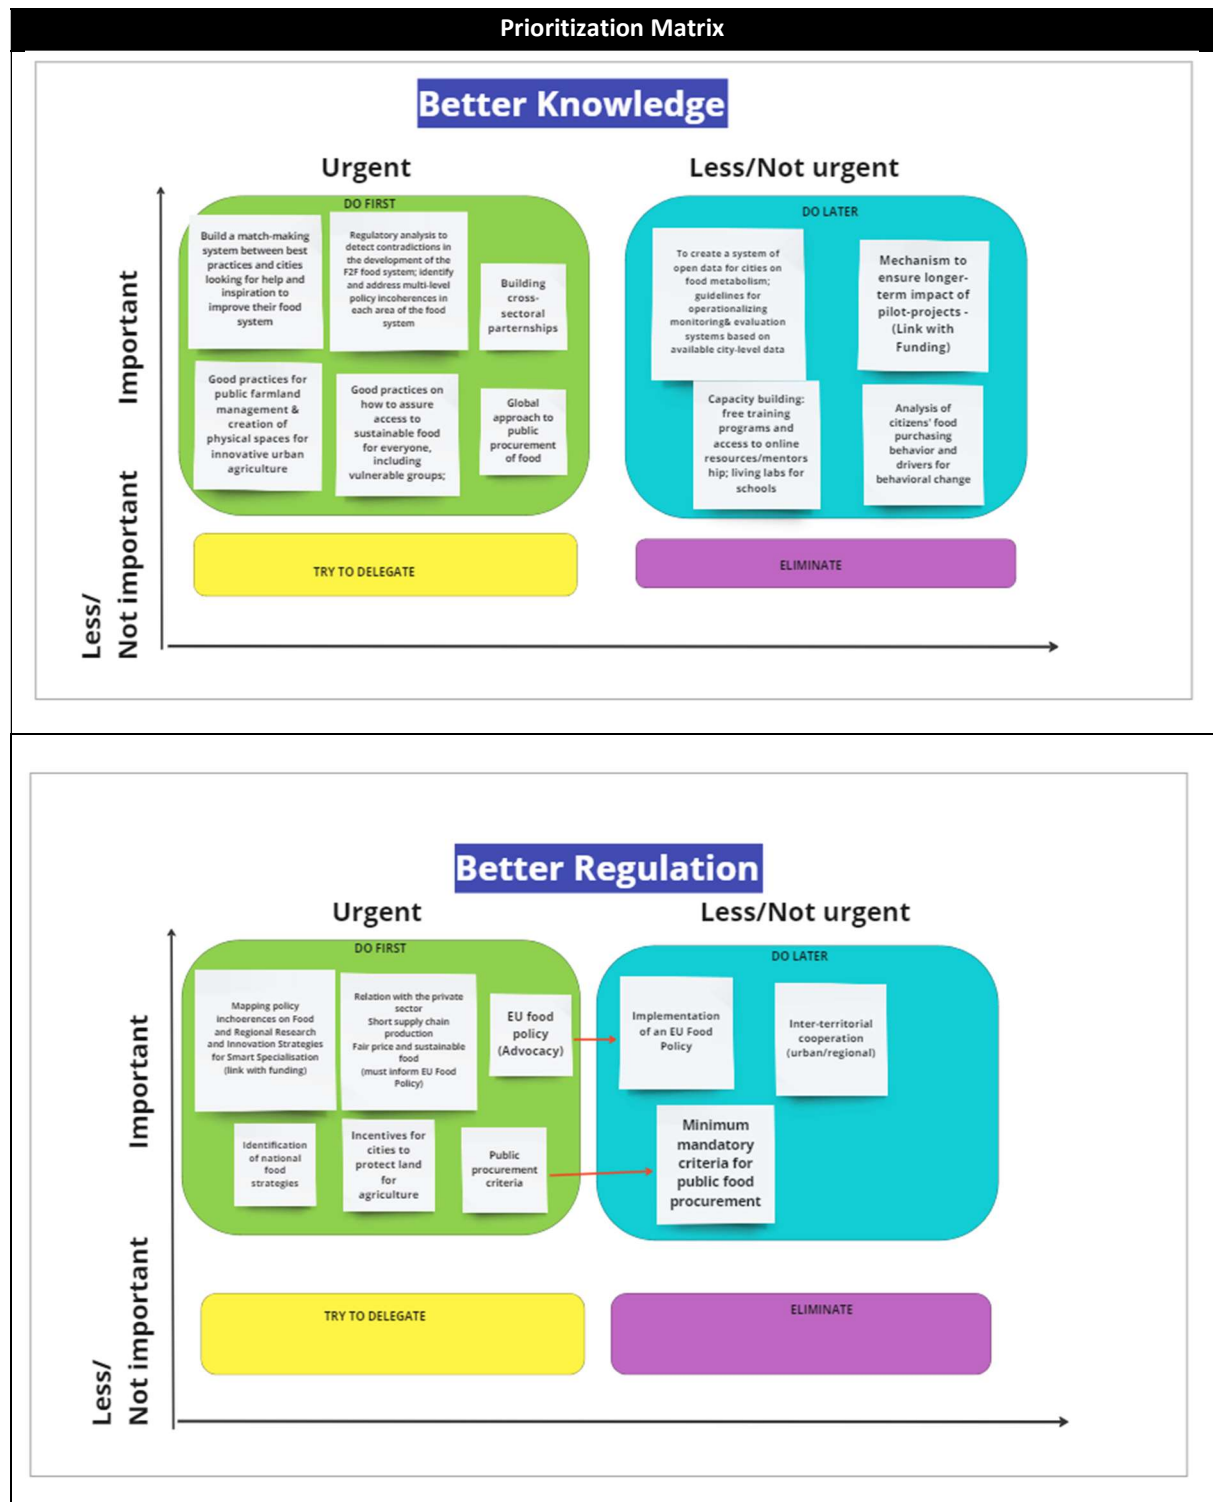 Prioritization Matrix
Better Knowledge
Urgent
Less/Not urgent
Important
Less/
Not important
DO FIRST
Build a match-making
system between best
practices and cities
looking for help and
inspiration to
improve their food
system
Regulatory analysis to
detect contradictions in
the development of the
F2F food system; identify
and address multi-level
policy incoherences in
each area of the food
system
Building
cross-
sectoral
parternships
Good practices for
public farmland
management &
creation of
physical spaces for
innovative urban
agriculture
Good practices on
how to assure
access to
sustainable food
for everyone,
including
vulnerable groups;
Global
approach to
public
procurement
of food
DO LATER
To create a system of
open data for cities on
food metabolism;
guidelines for
operationalizing
monitoring& evaluation
systems based on
available city-level data
Mechanism to
ensure longer-
term impact of
pilot-projects -
(Link with
Funding)
Capacity building:
free training
programs and
access to online
resources/mentors
hip; living labs for
schools
Analysis of
citizens' food
purchasing
behavior and
drivers for
behavioral change
TRY TO DELEGATE
ELIMINATE
Better Regulation
Urgent
Less/Not urgent
Important
Less/
Not important
DO FIRST
Mapping policy
inchoerences on Food
and Regional Research
and Innovation Strategies
for Smart Specialisation
(link with funding)
Relation with the private
sector
Short supply chain
production
Fair price and sustainable
food
(must inform EU Food
Policy)
EU food
policy
(Advocacy)
Identification
of national
food
strategies
Incentives for
cities to
protect land
for
agriculture
Public
procurement
criteria
DO LATER
Implementation
of an EU Food
Policy
Inter-territorial
cooperation
(urban/regional)
Minimum
mandatory
criteria for
public food
procurement
TRY TO DELEGATE
ELIMINATE